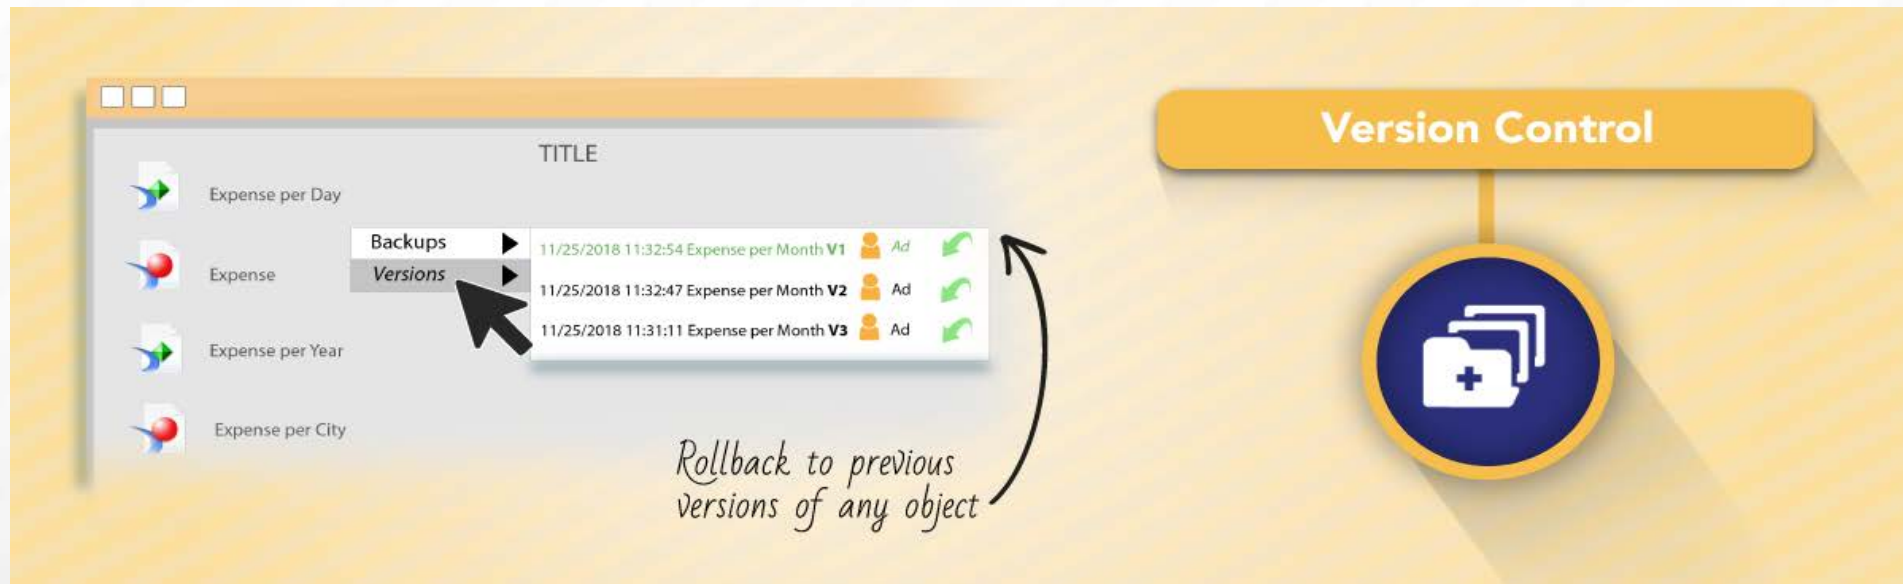 Version Control
TITLE
Expense per Day
Expense
Expense per Year
Expense per City
Backups
Versions
11/25/2018 11:32:54 Expense per Month V1 Ad
11/25/2018 11:32:47 Expense per Month V2 Ad
11/25/2018 11:31:11 Expense per Month V3 Ad
Rollback to previous
versions of any object